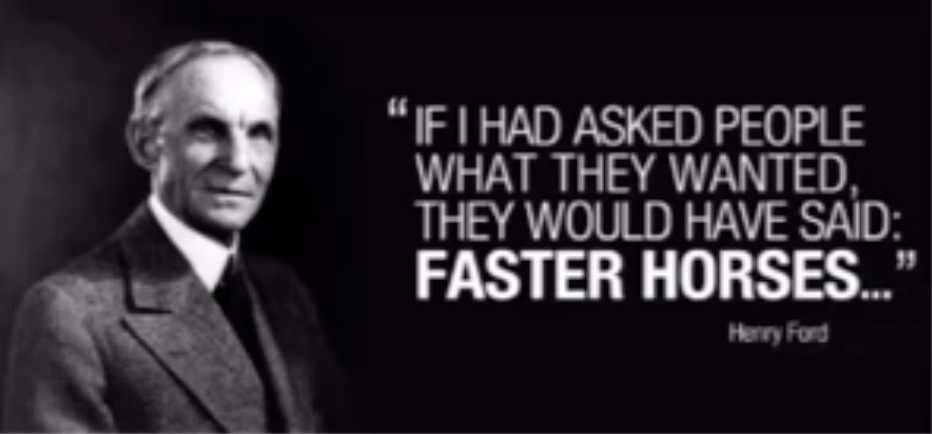 “IF I HAD ASKED PEOPLE
WHAT THEY WANTED,
THEY WOULD HAVE SAID:
FASTER HORSES...”
Henry Ford